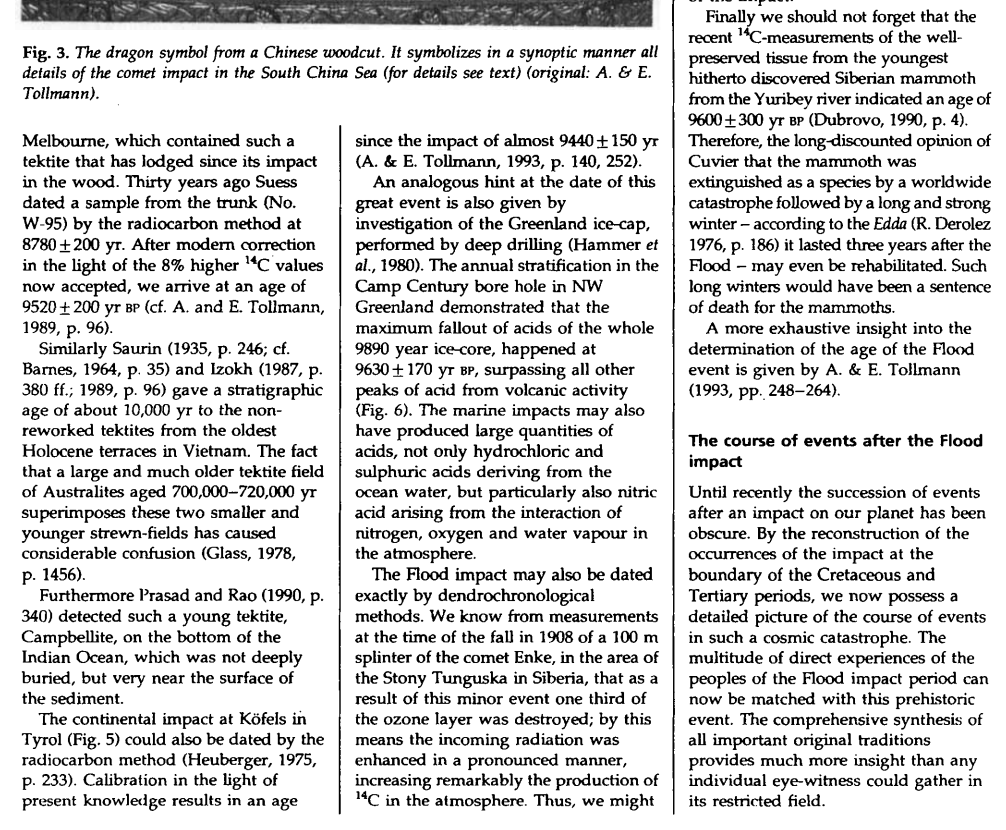 Fig. 3. The dragon symbol from a Chinese woodcut. It symbolizes in a synoptic manner all
details of the comet impact in the South China Sea (for details see text) (original: A. & E.
Tollmann).
Melbourne, which contained such a
tektite that has lodged since its impact
in the wood. Thirty years ago Suess
dated a sample from the trunk (No.
W-95) by the radiocarbon method at
8780±200 yr. After modern correction
in the light of the 8% higher ¹⁴C values
now accepted, we arrive at an age of
9520±200 yr BP (cf. A. and E. Tollmann,
1989, p. 96).
Similarly Saurin (1935, p. 246; cf.
Barnes, 1964, p. 35) and Izokh (1987, p.
380 ff.; 1989, p. 96) gave a stratigraphic
age of about 10,000 yr to the non-
reworked tektites from the oldest
Holocene terraces in Vietnam. The fact
that a large and much older tektite field
of Australites aged 700,000–720,000 yr
superimposes these two smaller and
younger strewn-fields has caused
considerable confusion (Glass, 1978,
p. 1456).
Furthermore Prasad and Rao (1990, p.
340) detected such a young tektite,
Campbellite, on the bottom of the
Indian Ocean, which was not deeply
buried, but very near the surface of
the sediment.
The continental impact at Köfels in
Tyrol (Fig. 5) could also be dated by the
radiocarbon method (Heuberger, 1975,
p. 233). Calibration in the light of
present knowledge results in an age
since the impact of almost 9440±150 yr
(A. & E. Tollmann, 1993, p. 140, 252).
An analogous hint at the date of this
great event is also given by
investigation of the Greenland ice-cap,
performed by deep drilling (Hammer et
al., 1980). The annual stratification in the
Camp Century bore hole in NW
Greenland demonstrated that the
maximum fallout of acids of the whole
9890 year ice-core, happened at
9630±170 yr BP, surpassing all other
peaks of acid from volcanic activity
(Fig. 6). The marine impacts may also
have produced large quantities of
acids, not only hydrochloric and
sulphuric acids deriving from the
ocean water, but particularly also nitric
acid arising from the interaction of
nitrogen, oxygen and water vapour in
the atmosphere.
The Flood impact may also be dated
exactly by dendrochronological
methods. We know from measurements
at the time of the fall in 1908 of a 100 m
splinter of the comet Enke, in the area of
the Stony Tunguska in Siberia, that as a
result of this minor event one third of
the ozone layer was destroyed; by this
means the incoming radiation was
enhanced in a pronounced manner,
increasing remarkably the production of
¹⁴C in the atmosphere. Thus, we might
Finally we should not forget that the
recent ¹⁴C-measurements of the well-
preserved tissue from the youngest
hitherto discovered Siberian mammoth
from the Yuribey river indicated an age of
9600±300 yr BP (Dubrovo, 1990, p. 4).
Therefore, the long-discounted opinion of
Cuvier that the mammoth was
extinguished as a species by a worldwide
catastrophe followed by a long and strong
winter – according to the Edda (R. Derolez
1976, p. 186) it lasted three years after the
Flood – may even be rehabilitated. Such
long winters would have been a sentence
of death for the mammoths.
A more exhaustive insight into the
determination of the age of the Flood
event is given by A. & E. Tollmann
(1993, pp. 248–264).
The course of events after the Flood
impact
Until recently the succession of events
after an impact on our planet has been
obscure. By the reconstruction of the
occurrences of the impact at the
boundary of the Cretaceous and
Tertiary periods, we now possess a
detailed picture of the course of events
in such a cosmic catastrophe. The
multitude of direct experiences of the
peoples of the Flood impact period can
now be matched with this prehistoric
event. The comprehensive synthesis of
all important original traditions
provides much more insight than any
individual eye-witness could gather in
its restricted field.